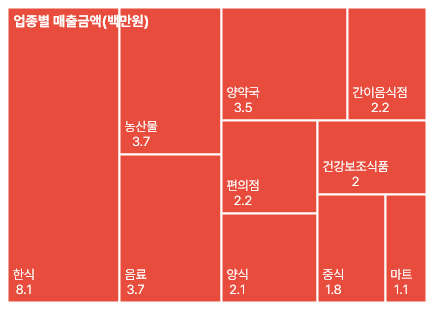 업종별 매출금액(백만원)
한식
8.1
농산물
3.7
음료
3.7
양약국
3.5
간이음식점
2.2
편의점
2.2
양식
2.1
건강보조식품
2
중식
1.8
마트
1.1